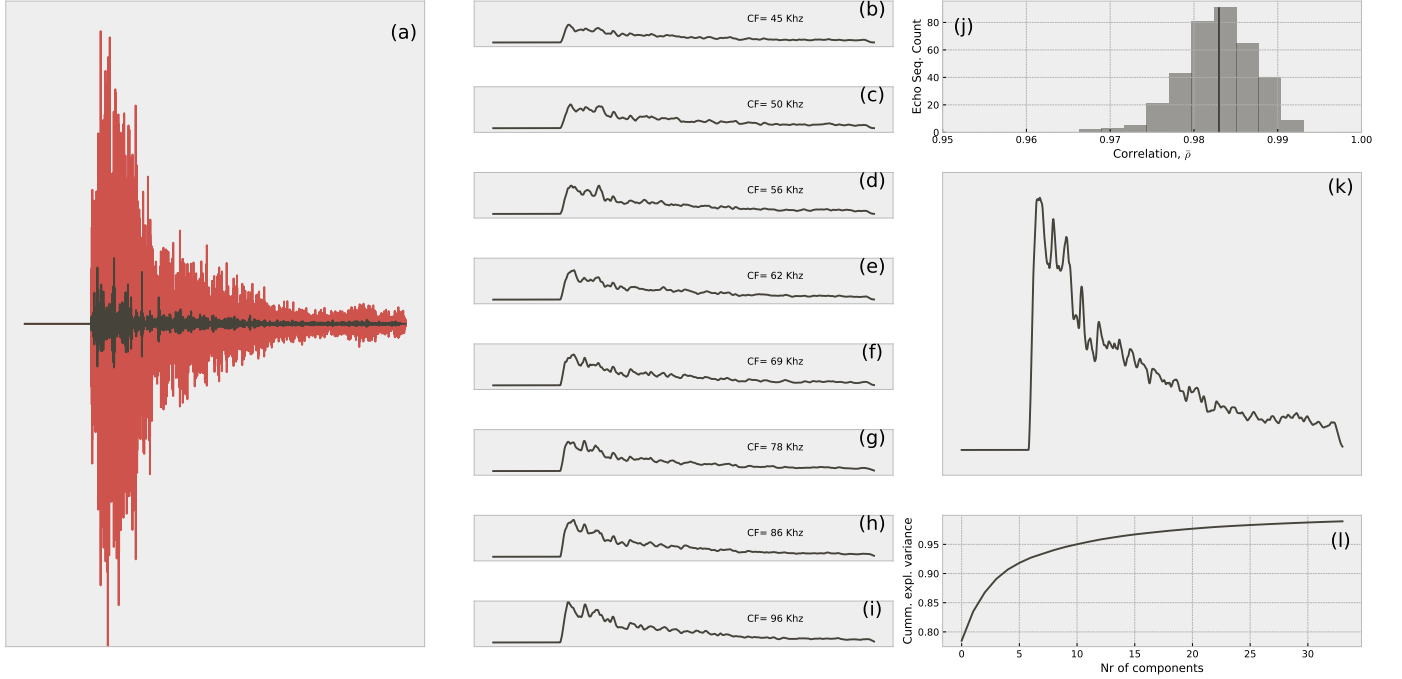 (a)
(b)
CF= 45 Khz
(c)
CF= 50 Khz
(d)
CF= 56 Khz
(e)
CF= 62 Khz
(f)
CF= 69 Khz
(g)
CF= 78 Khz
(h)
CF= 86 Khz
(i)
CF= 96 Khz
(j)
Echo Seq. Count
80
60
40
20
0
0.95 0.96 0.97 0.98 0.99 1.00
Correlation, ρ̄
(k)
(l)
Cumm. expl. variance
0.95
0.90
0.85
0.80
0 5 10 15 20 25 30
Nr of components